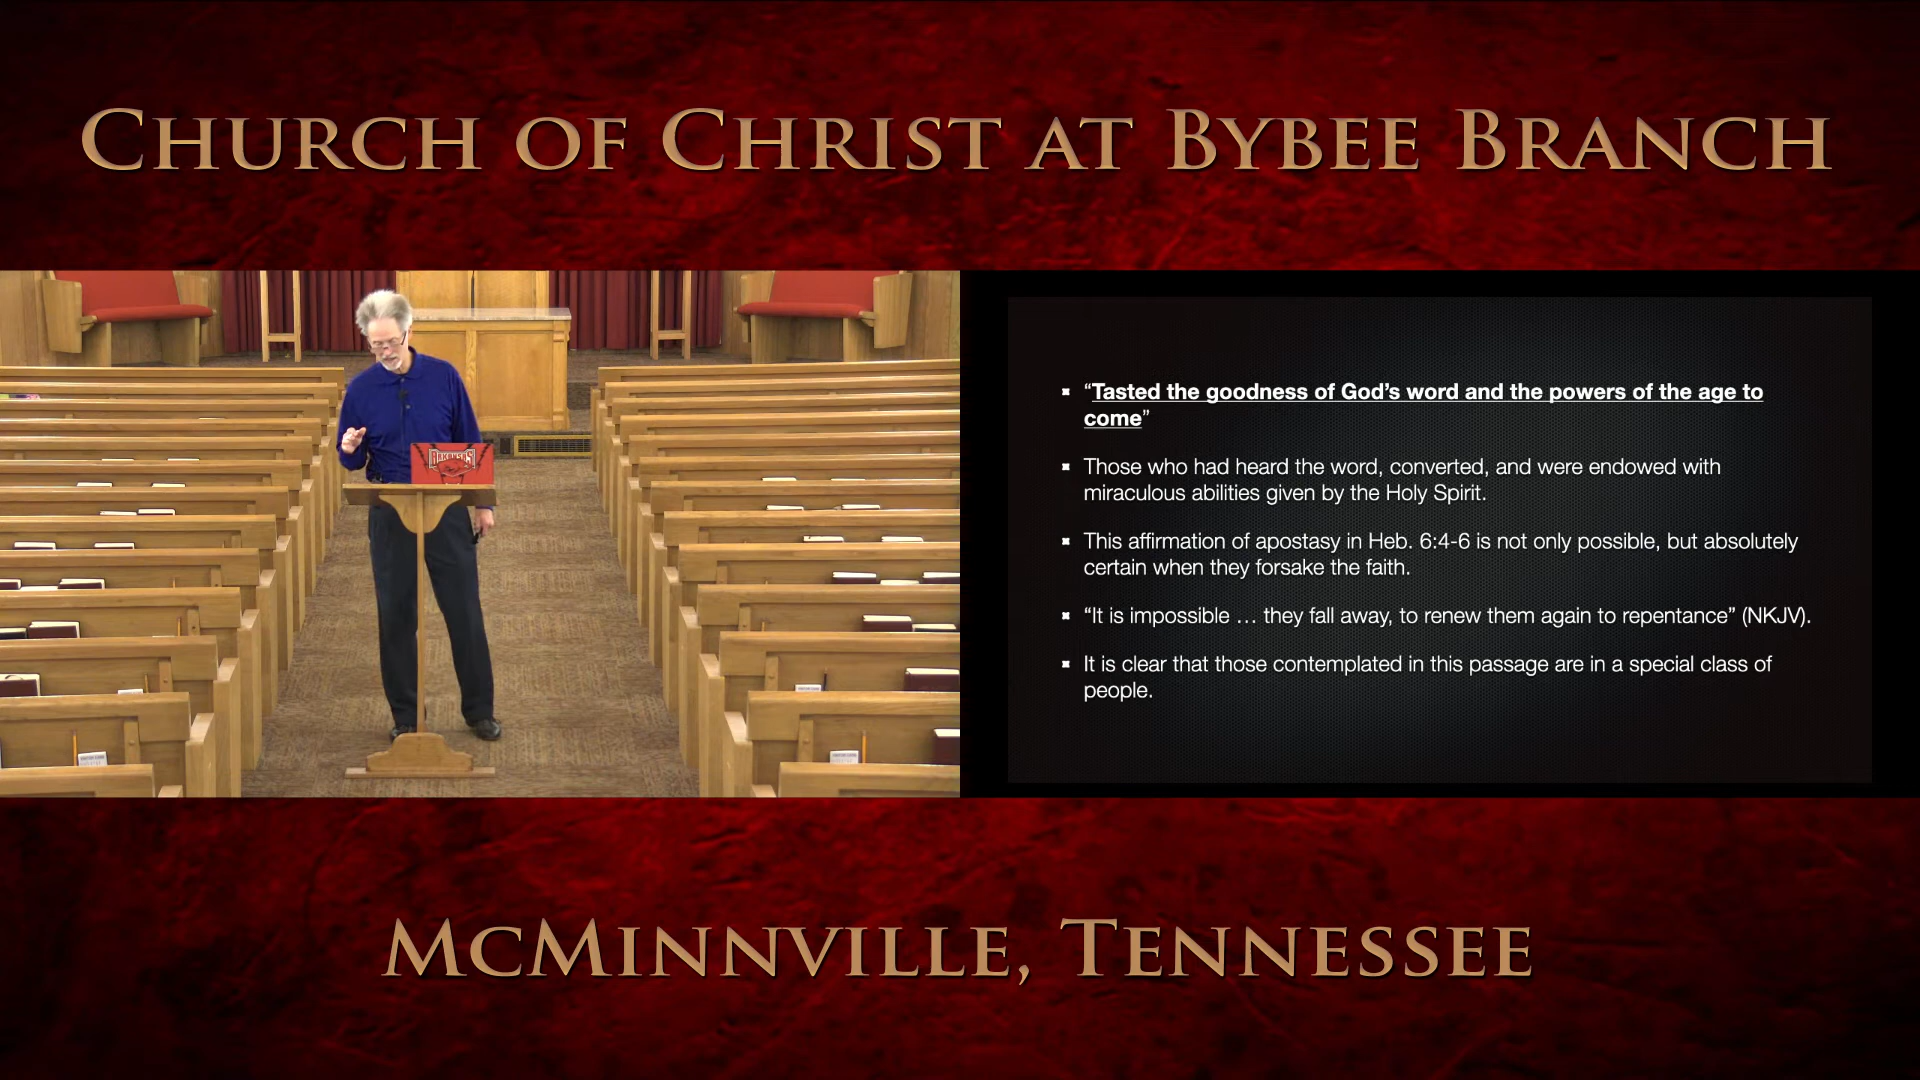 Church of Christ at Bybee Branch
ARKANSAS
▪ “Tasted the goodness of God’s word and the powers of the age to
come”
▪ Those who had heard the word, converted, and were endowed with
miraculous abilities given by the Holy Spirit.
▪ This affirmation of apostasy in Heb. 6:4-6 is not only possible, but absolutely
certain when they forsake the faith.
▪ “It is impossible … they fall away, to renew them again to repentance” (NKJV).
▪ It is clear that those contemplated in this passage are in a special class of
people.
McMinnville, Tennessee